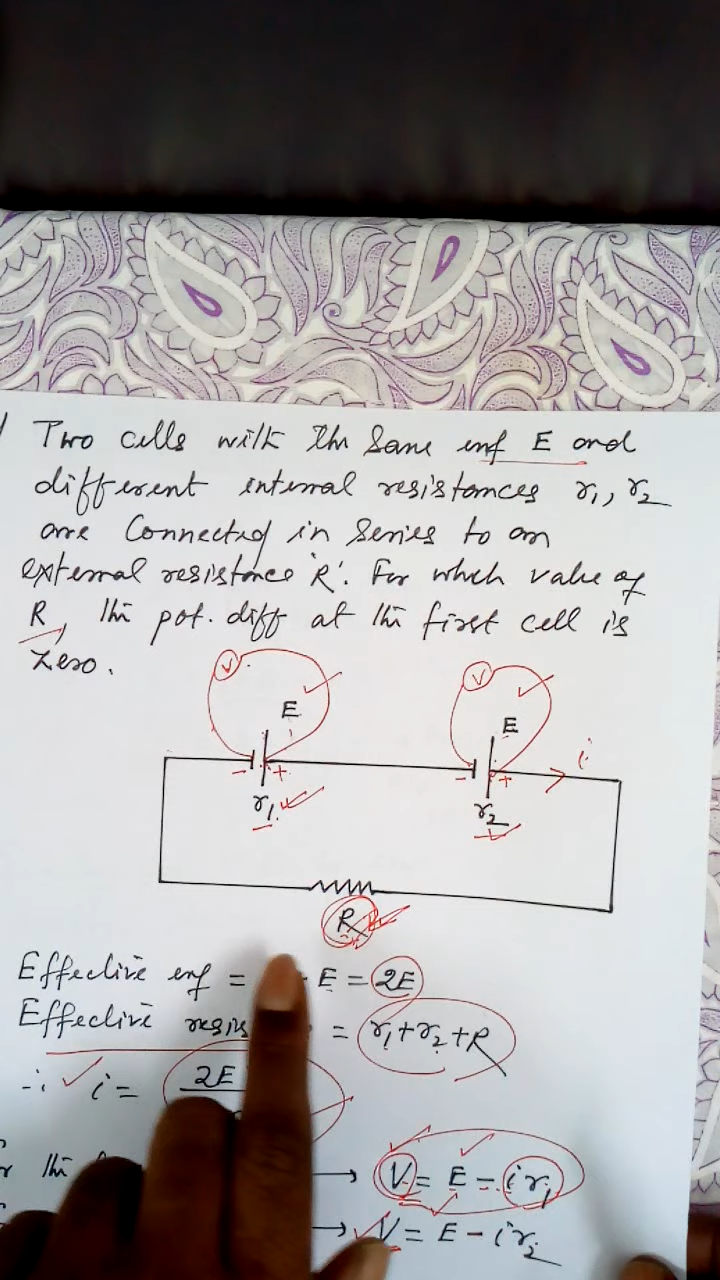 Two cells with the same emf E and
different internal resistances r₁, r₂
are Connected in series to an
external resistance 'R'. For which value of
R, the pot. diff at the first cell is
Zero.
V V
E E
i
- + - +
r₁ r₂
R
Effective emf = E = 2E
Effective = r₁+r₂+R
∴ i = 2E
the → V = E - ir₁
→ V = E - ir₂